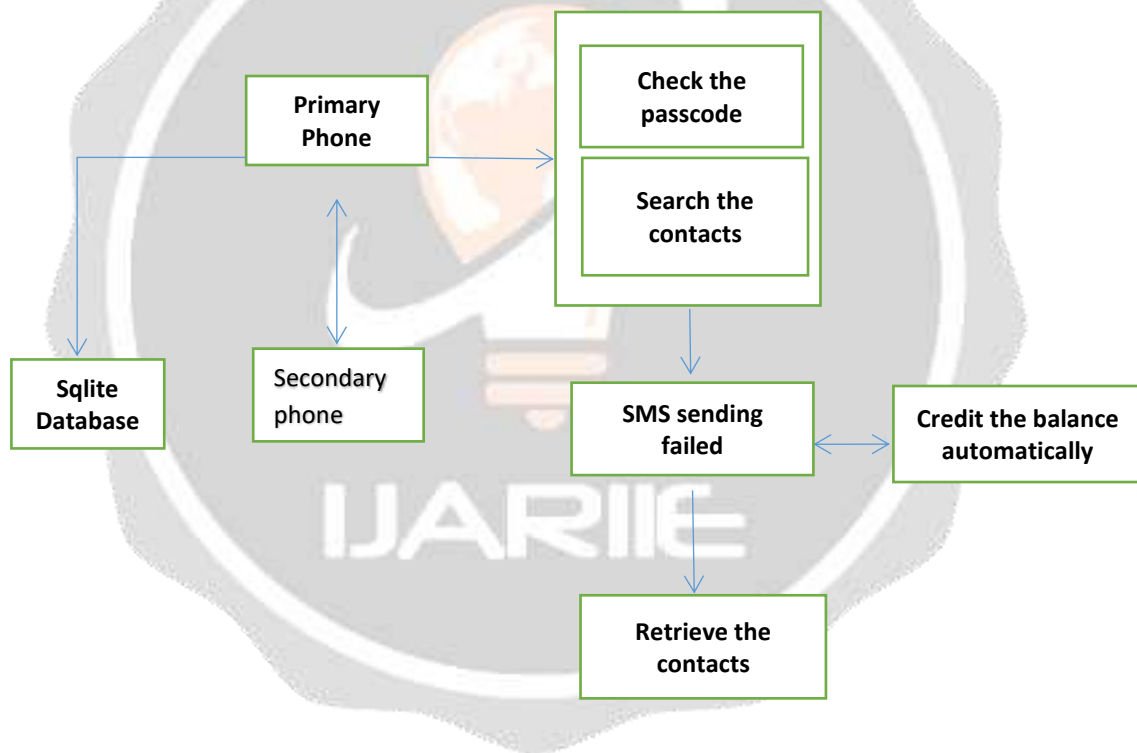 Primary
Phone
Check the
passcode
Search the
contacts
Sqlite
Database
Secondary
phone
SMS sending
failed
Credit the balance
automatically
IJARIIE
Retrieve the
contacts